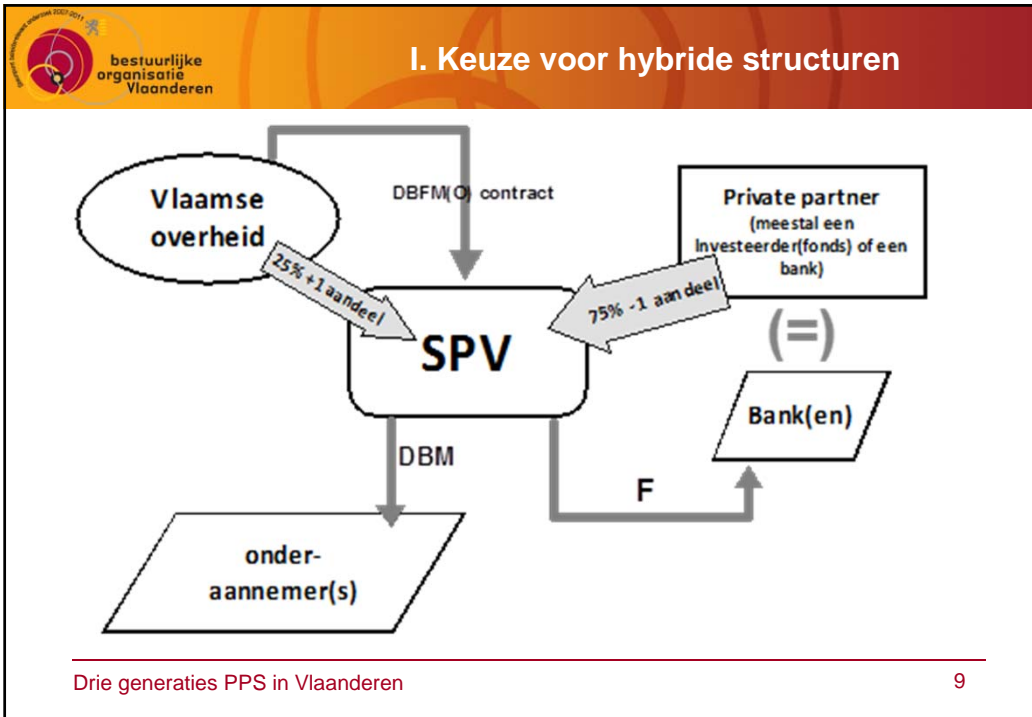 bestuurlijke
organisatie
Vlaanderen
I. Keuze voor hybride structuren
Vlaamse
overheid
DBFM(O) contract
Private partner
(meestal een
Investeerder(fonds) of een
bank)
25% +1 aandeel
75% -1 aandeel
SPV
(=)
Bank(en)
DBM
F
onder-
aannemer(s)
Drie generaties PPS in Vlaanderen
9